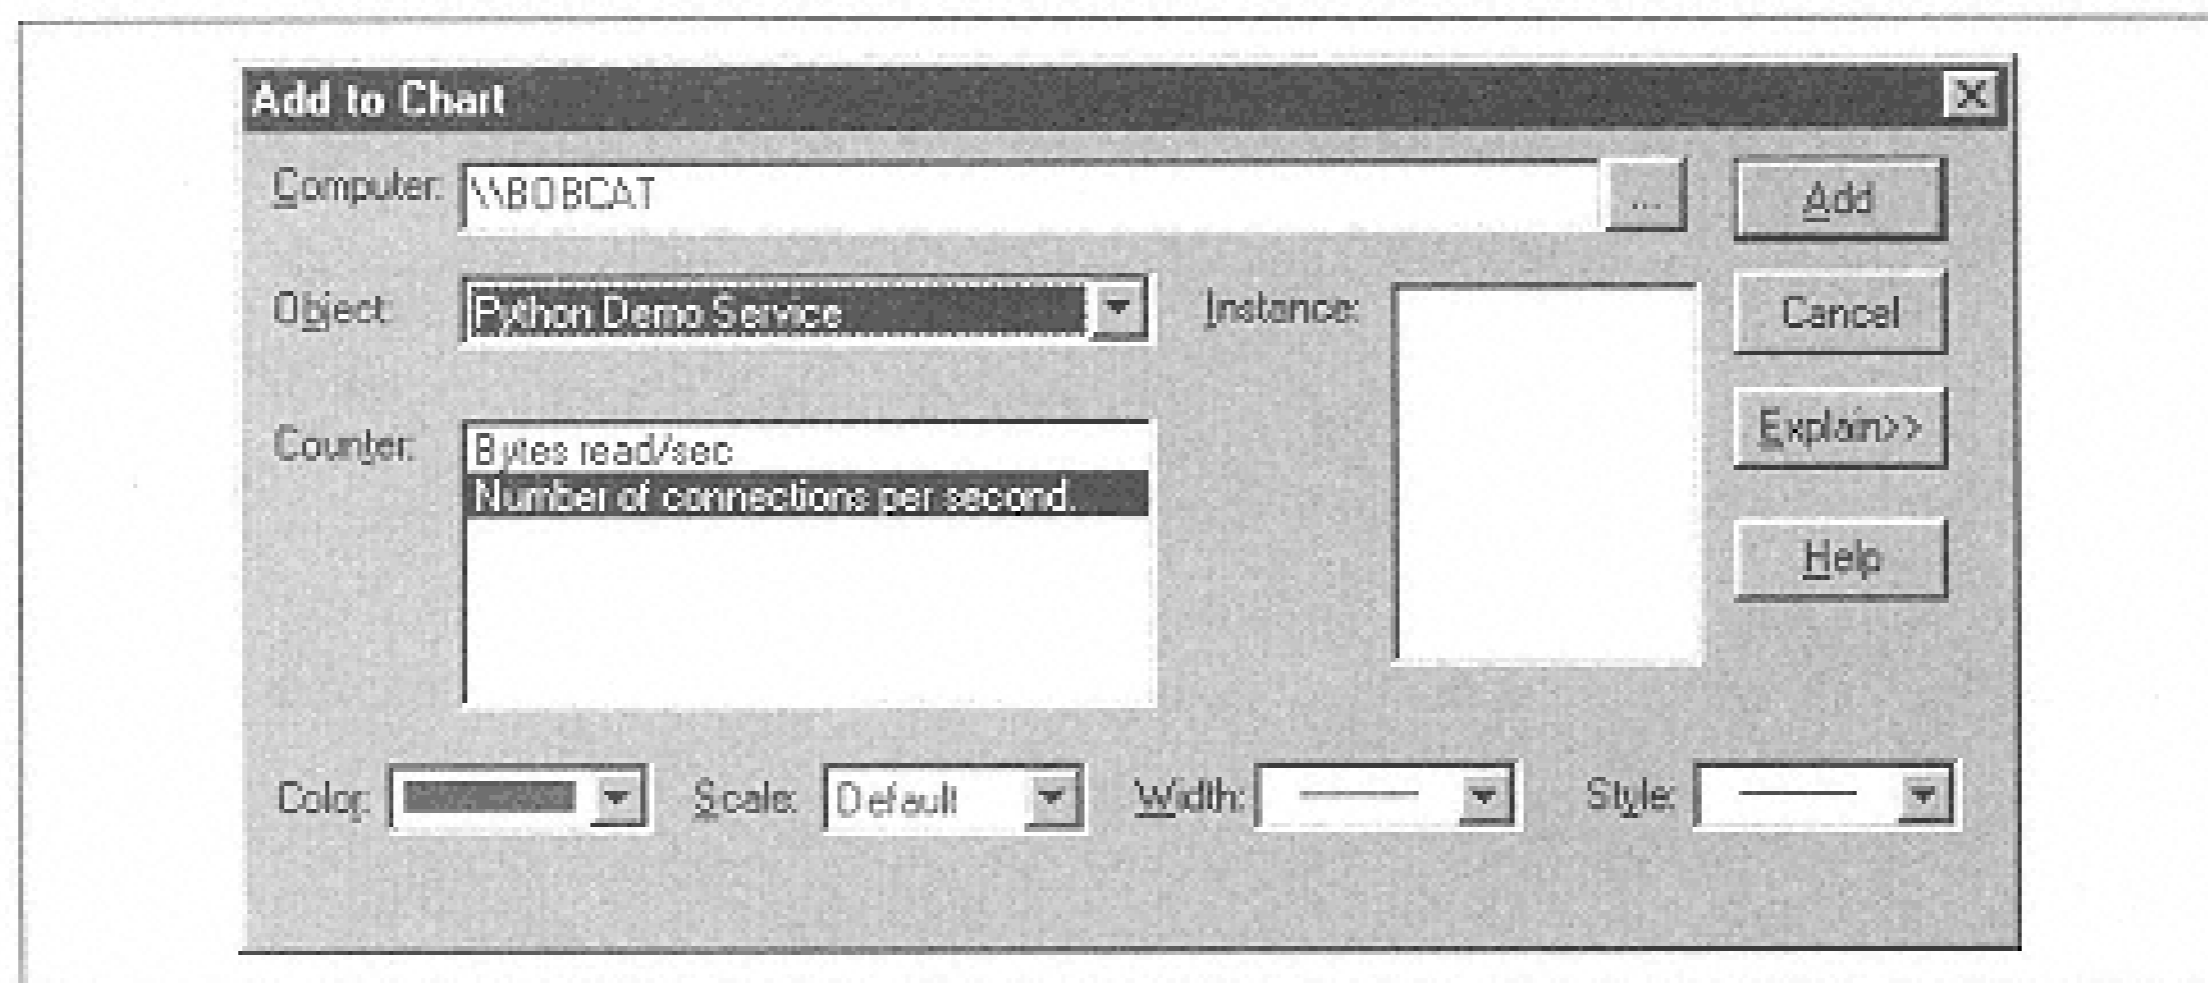 Add to Chart
Computer: \\BOBCAT ... Add
Object: Python Demo Service Instance: Cancel
Explain>>
Counter: Bytes read/sec
Number of connections per second.
Help
Color: Scale: Default Width: Style: